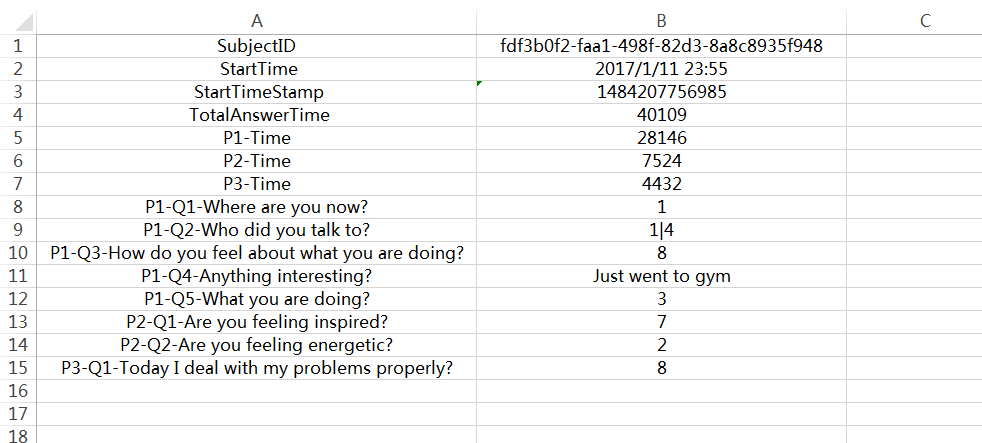 A B C
1 SubjectID fdf3b0f2-faa1-498f-82d3-8a8c8935f948
2 StartTime 2017/1/11 23:55
3 StartTimeStamp 1484207756985
4 TotalAnswerTime 40109
5 P1-Time 28146
6 P2-Time 7524
7 P3-Time 4432
8 P1-Q1-Where are you now? 1
9 P1-Q2-Who did you talk to? 1|4
10 P1-Q3-How do you feel about what you are doing? 8
11 P1-Q4-Anything interesting? Just went to gym
12 P1-Q5-What you are doing? 3
13 P2-Q1-Are you feeling inspired? 7
14 P2-Q2-Are you feeling energetic? 2
15 P3-Q1-Today I deal with my problems properly? 8
16
17
18